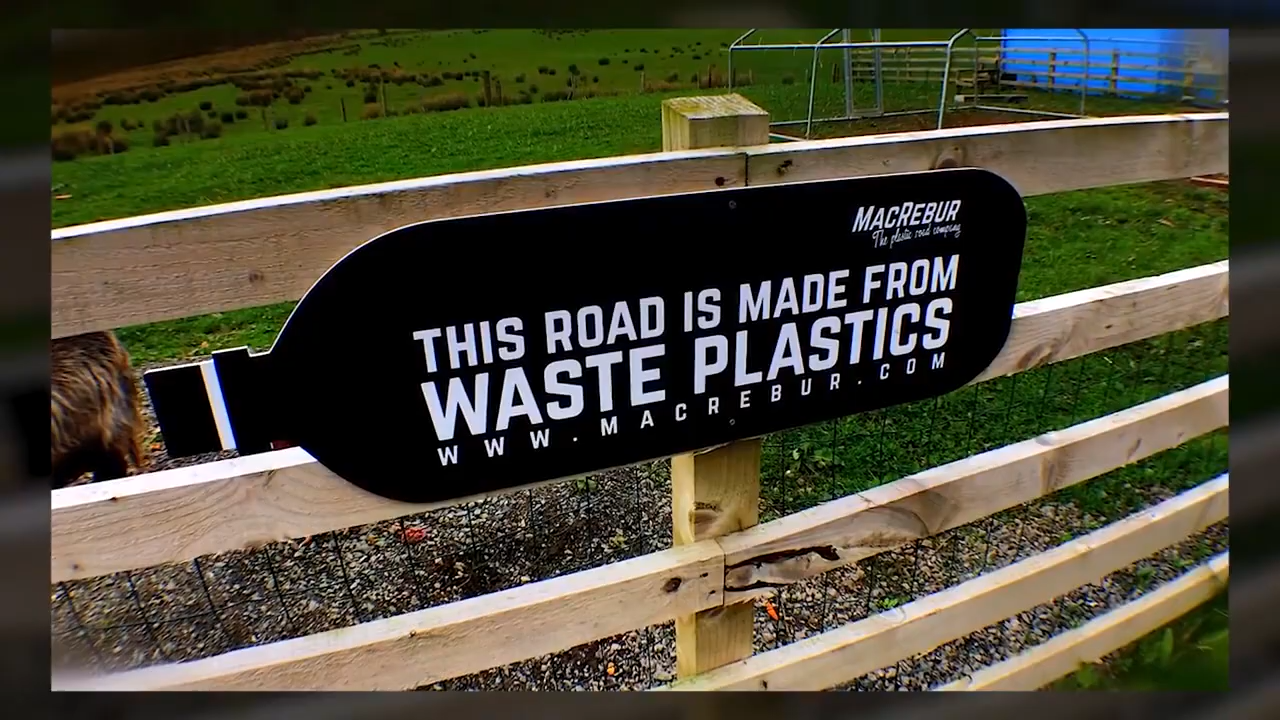 MACREBUR
The plastic road company
THIS ROAD IS MADE FROM
WASTE PLASTICS
WWW.MACREBUR.COM